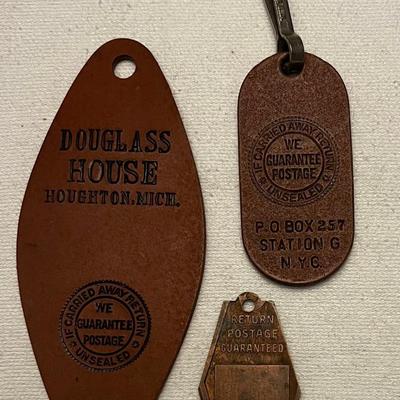 DOUGLASS
HOUSE
HOUGHTON.MICH.
IF CARRIED AWAY RETURN
WE
GUARANTEE
POSTAGE
UNSEALED
IF CARRIED AWAY RETURN
WE
GUARANTEE
POSTAGE.
UNSEALED
P.O.BOX 257
STATION G
N.Y.C.
RETURN
POSTAGE
GUARANTEED